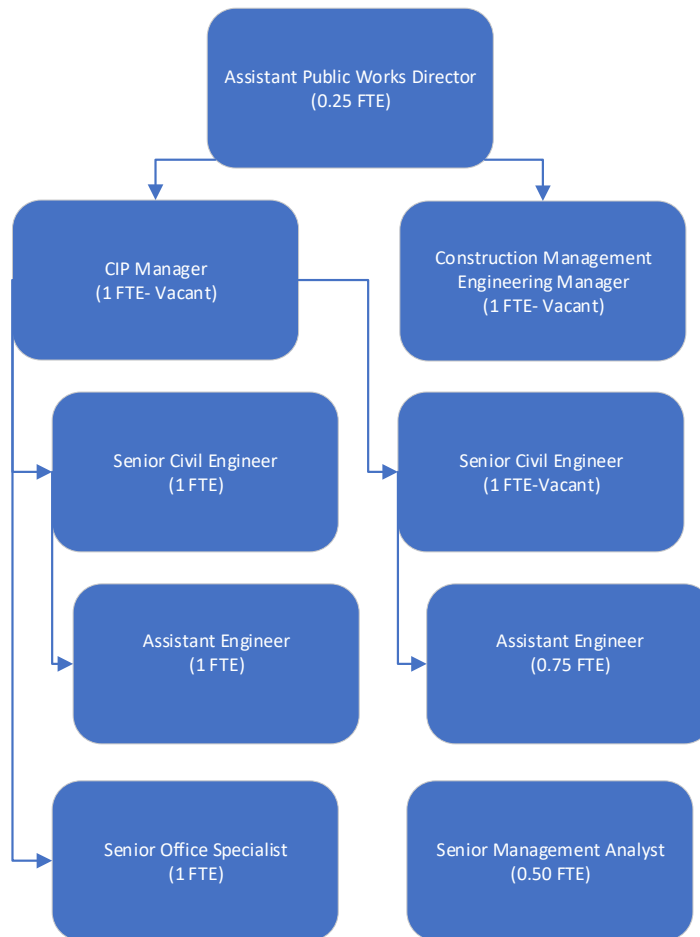 Assistant Public Works Director
(0.25 FTE)
CIP Manager
(1 FTE- Vacant)
Construction Management
Engineering Manager
(1 FTE- Vacant)
Senior Civil Engineer
(1 FTE)
Senior Civil Engineer
(1 FTE-Vacant)
Assistant Engineer
(1 FTE)
Assistant Engineer
(0.75 FTE)
Senior Office Specialist
(1 FTE)
Senior Management Analyst
(0.50 FTE)